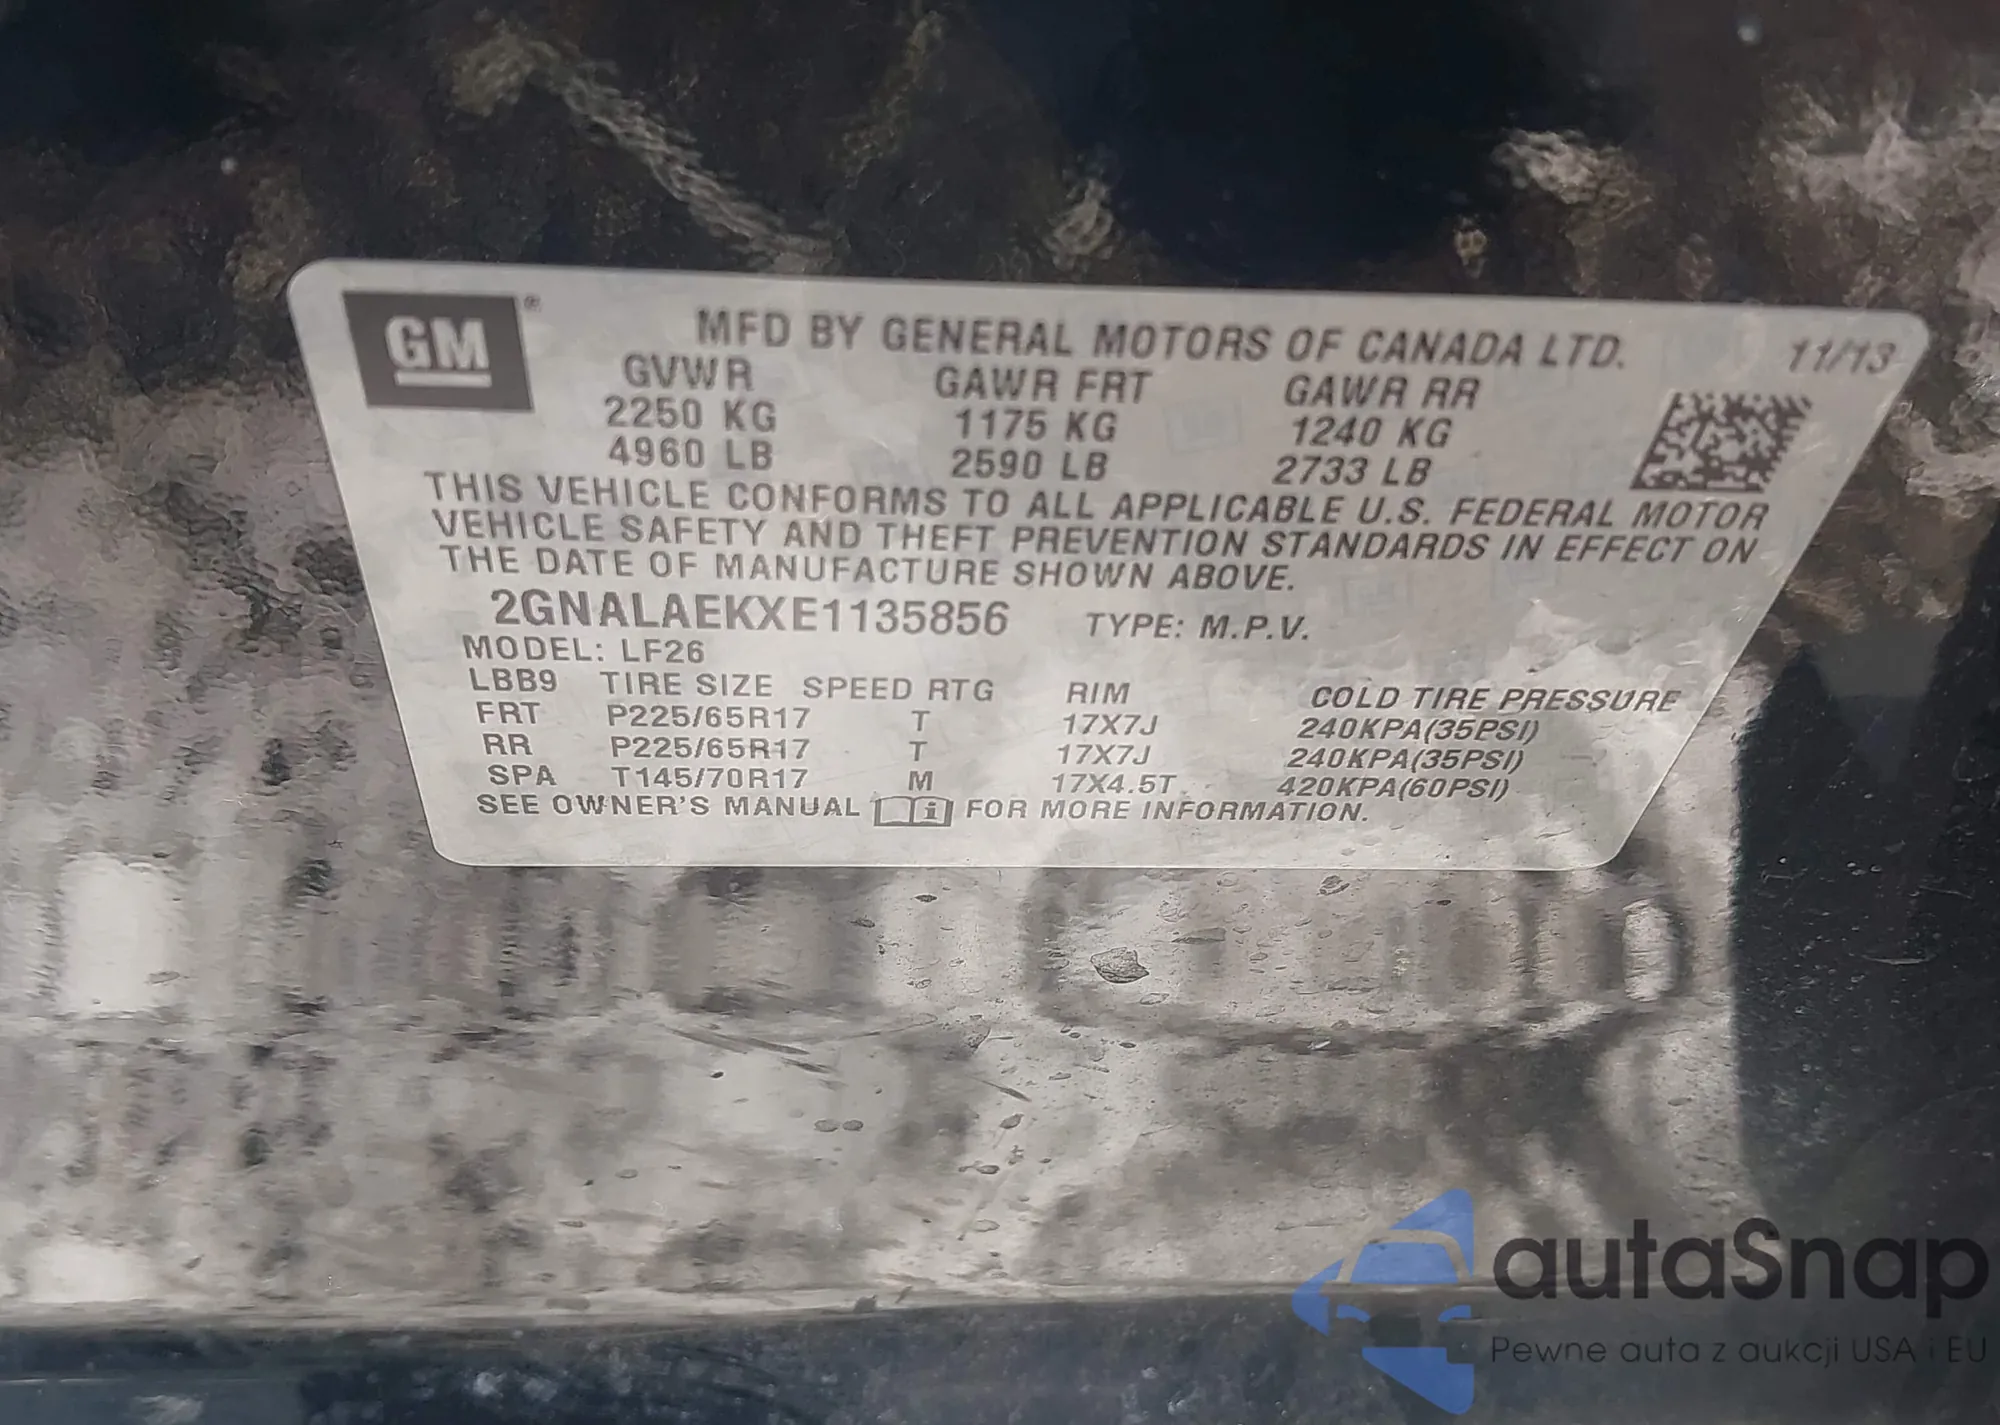 GM®
MFD BY GENERAL MOTORS OF CANADA LTD. 11/13
GVWR GAWR FRT GAWR RR
2250 KG 1175 KG 1240 KG
4960 LB 2590 LB 2733 LB
THIS VEHICLE CONFORMS TO ALL APPLICABLE U.S. FEDERAL MOTOR
VEHICLE SAFETY AND THEFT PREVENTION STANDARDS IN EFFECT ON
THE DATE OF MANUFACTURE SHOWN ABOVE.
2GNALAEKXE1135856 TYPE: M.P.V.
MODEL: LF26
LBB9 TIRE SIZE SPEED RTG RIM COLD TIRE PRESSURE
FRT P225/65R17 T 17X7J 240KPA(35PSI)
RR P225/65R17 T 17X7J 240KPA(35PSI)
SPA T145/70R17 M 17X4.5T 420KPA(60PSI)
SEE OWNER'S MANUAL i FOR MORE INFORMATION.
autaSnap
Pewne auta z aukcji USA i EU